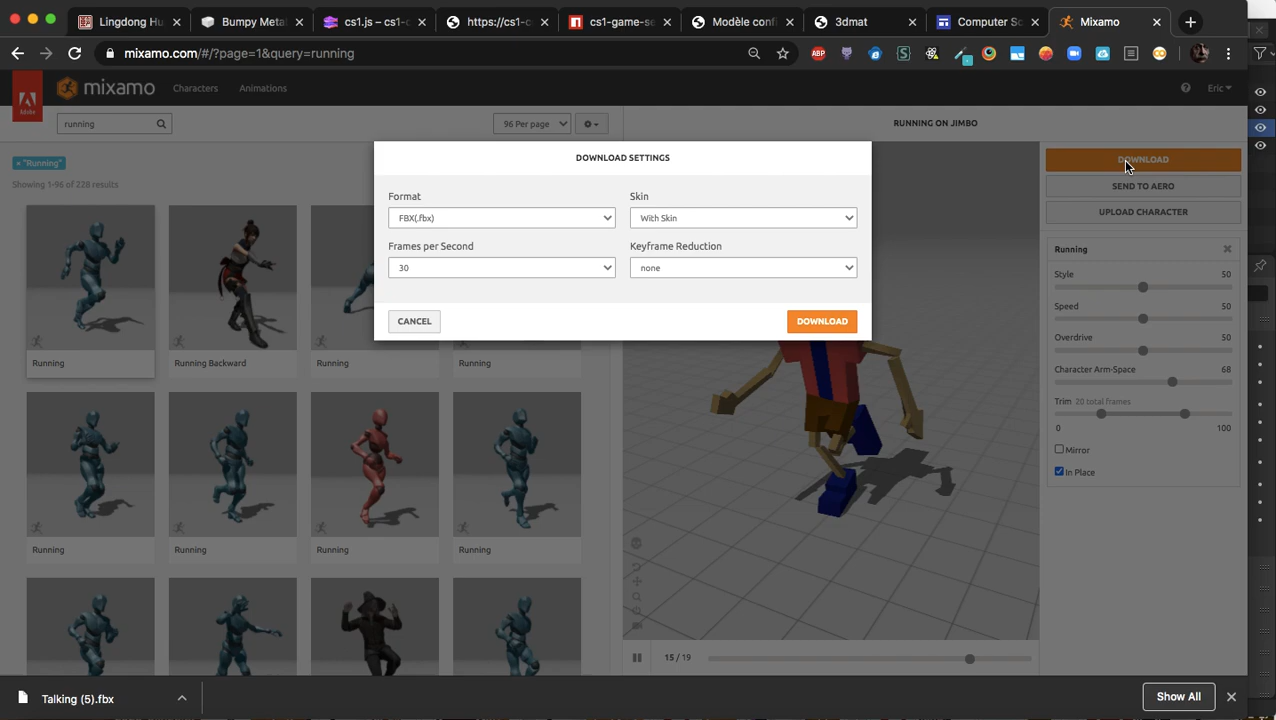 Lingdong Hu
Bumpy Metal
cs1.js – cs1-c
https://cs1-c
cs1-game-se
Modèle confi
3dmat
Computer Sc
Mixamo
mixamo.com/#/?page=1&query=running
ABP
Adobe
mixamo
Characters
Animations
Eric
running
96 Per page
RUNNING ON JIMBO
× "Running"
Showing 1-96 of 228 results
DOWNLOAD
SEND TO AERO
UPLOAD CHARACTER
DOWNLOAD SETTINGS
Format
Skin
FBX(.fbx)
With Skin
Frames per Second
Keyframe Reduction
30
none
CANCEL
DOWNLOAD
Running
Style 50
Speed 50
Overdrive 50
Character Arm-Space 68
Trim 20 total frames
0 100
Mirror
In Place
Running
Running Backward
Running
Running
Running
Running
Running
Running
15 / 19
Talking (5).fbx
Show All